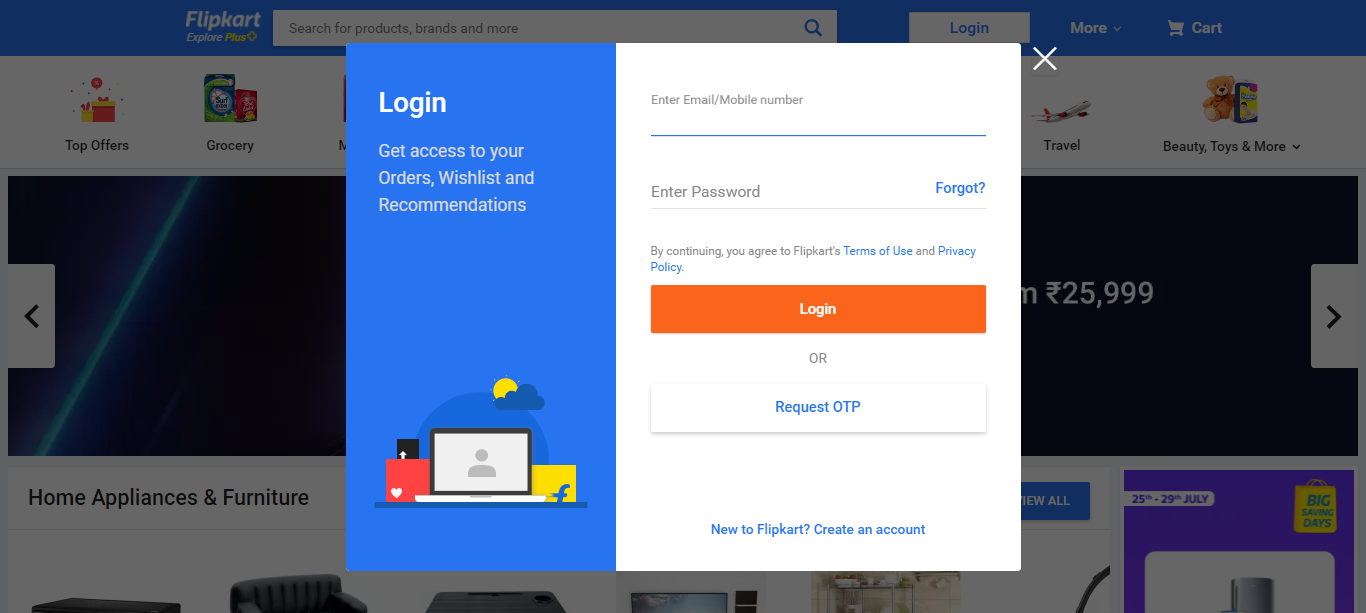 Flipkart
Explore Plus
Search for products, brands and more
Login
More
Cart
Top Offers
Grocery
Travel
Beauty, Toys & More
Login
Get access to your
Orders, Wishlist and
Recommendations
Enter Email/Mobile number
Enter Password
Forgot?
By continuing, you agree to Flipkart's Terms of Use and Privacy
Policy.
Login
OR
Request OTP
New to Flipkart? Create an account
₹25,999
Home Appliances & Furniture
VIEW ALL
25th - 29th JULY
BIG
SAVING
DAYS